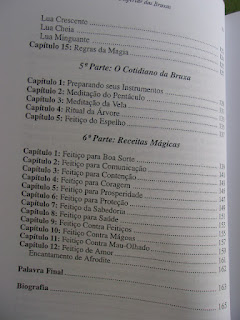 das Bruxas
Lua Crescente
Lua Cheia
Lua Minguante
Capítulo 15: Regras da Magia
5ª Parte: O Cotidiano da Bruxa
Capítulo 1: Preparando seus Instrumentos
Capítulo 2: Meditação do Pentáculo
Capítulo 3: Meditação da Vela
Capítulo 4: Ritual da Árvore
Capítulo 5: Feitiço do Espelho
6ª Parte: Receitas Mágicas
Capítulo 1: Feitiço para Boa Sorte
Capítulo 2: Feitiço para Comunicação
Capítulo 3: Feitiço para Contenção
Capítulo 4: Feitiço para Coragem
Capítulo 5: Feitiço para Prosperidade
Capítulo 6: Feitiço para Proteção
Capítulo 7: Feitiço da Sabedoria
Capítulo 8: Feitiço para Saúde
Capítulo 9: Feitiço Contra Feitiços
Capítulo 10: Feitiço Contra Mágoas
Capítulo 11: Feitiço Contra Mau-Olhado
Capítulo 12: Feitiço de Amor
Encantamento de Afrodite
Palavra Final 163
Biografia 165